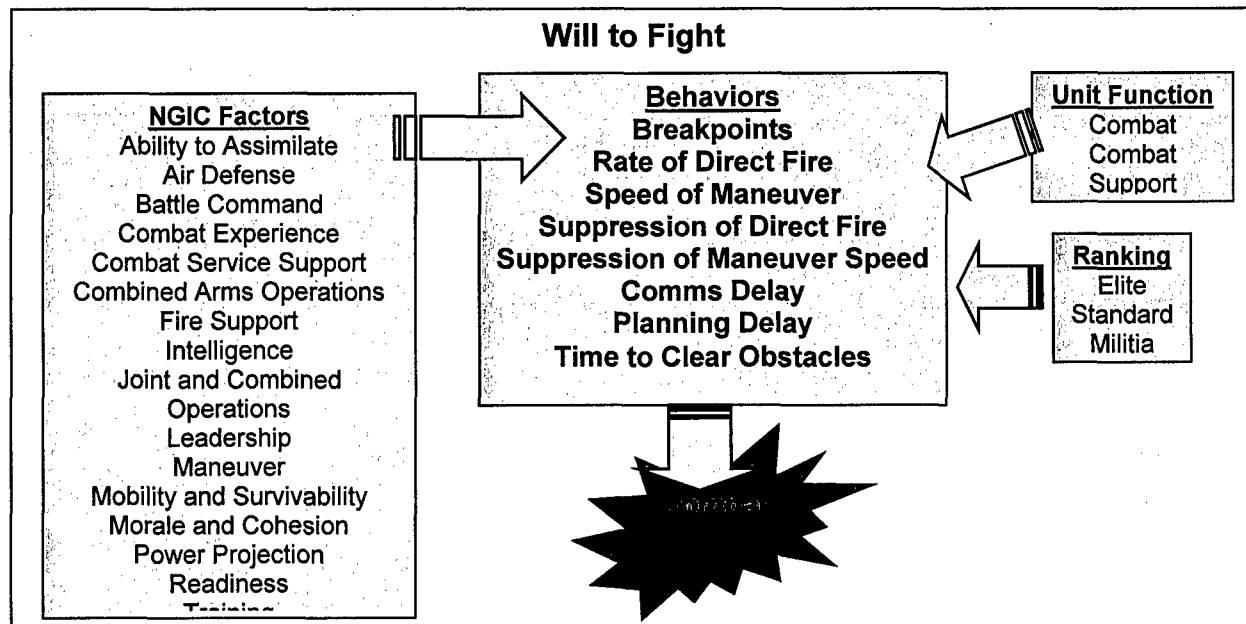 Will to Fight
NGIC Factors
Ability to Assimilate
Air Defense
Battle Command
Combat Experience
Combat Service Support
Combined Arms Operations
Fire Support
Intelligence
Joint and Combined
Operations
Leadership
Maneuver
Mobility and Survivability
Morale and Cohesion
Power Projection
Readiness
Training
Behaviors
Breakpoints
Rate of Direct Fire
Speed of Maneuver
Suppression of Direct Fire
Suppression of Maneuver Speed
Comms Delay
Planning Delay
Time to Clear Obstacles
Unit Function
Combat
Combat
Support
Ranking
Elite
Standard
Militia